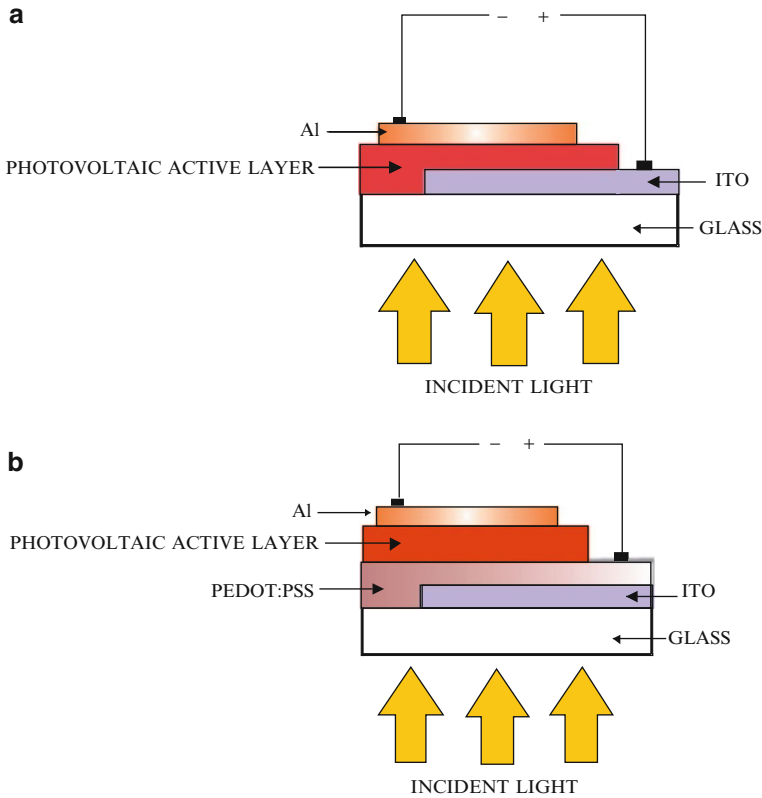 a
− +
Al
PHOTOVOLTAIC ACTIVE LAYER
ITO
GLASS
INCIDENT LIGHT
b
− +
Al
PHOTOVOLTAIC ACTIVE LAYER
PEDOT:PSS
ITO
GLASS
INCIDENT LIGHT